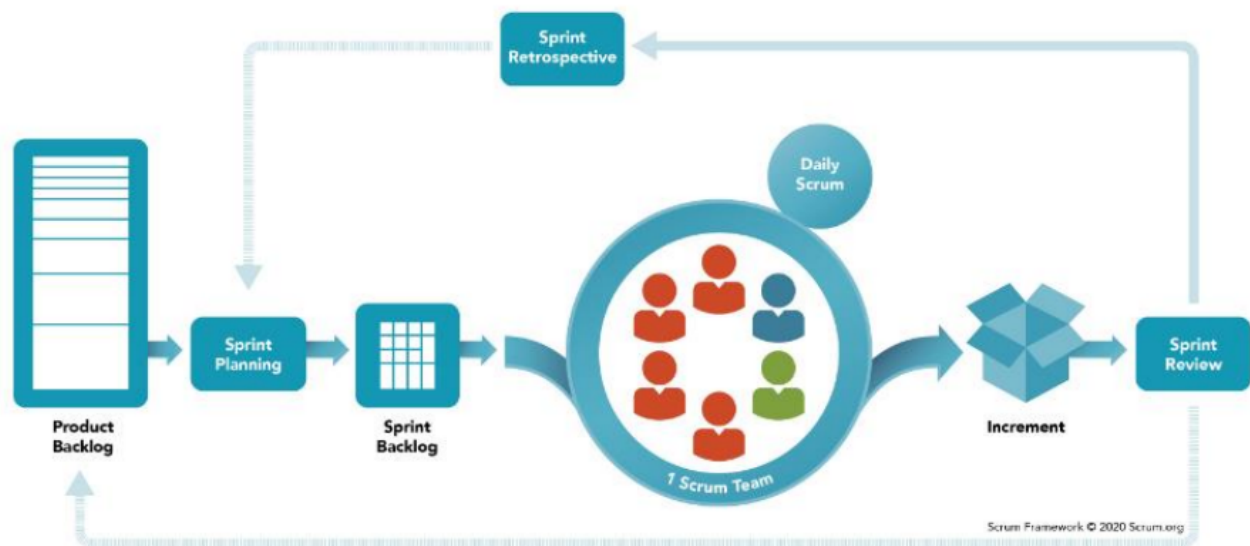 Sprint
Retrospective
Daily
Scrum
Sprint
Planning
Sprint
Review
Product
Backlog
Sprint
Backlog
Increment
1 Scrum Team
Scrum Framework © 2020 Scrum.org